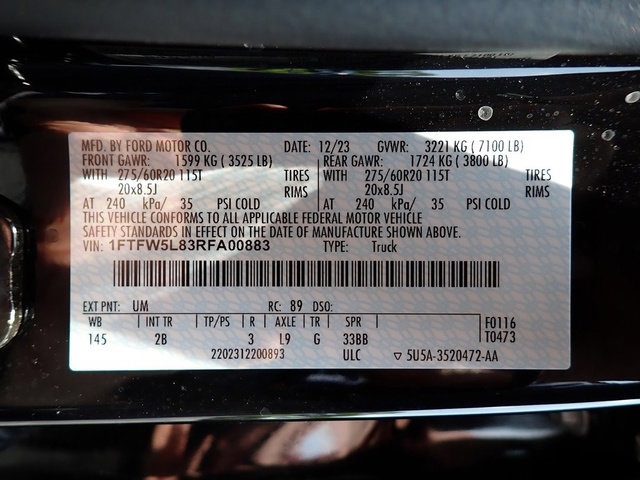 MFD. BY FORD MOTOR CO. DATE: 12/23 GVWR: 3221 KG ( 7100 LB)
FRONT GAWR: 1599 KG ( 3525 LB) REAR GAWR: 1724 KG ( 3800 LB)
WITH 275/60R20 115T TIRES WITH 275/60R20 115T TIRES
20x8.5J RIMS 20x8.5J RIMS
AT 240 kPa/ 35 PSI COLD AT 240 kPa/ 35 PSI COLD
THIS VEHICLE CONFORMS TO ALL APPLICABLE FEDERAL MOTOR VEHICLE
SAFETY STANDARDS IN EFFECT ON THE DATE OF MANUFACTURE SHOWN ABOVE.
VIN: 1FTFW5L83RFA00883 TYPE: Truck
EXT PNT: UM RC: 89 DSO:
WB INT TR TP/PS R AXLE TR SPR F0116
145 2B 3 L9 G 33BB T0473
2202312200893 ULC ▽ 5U5A-3520472-AA